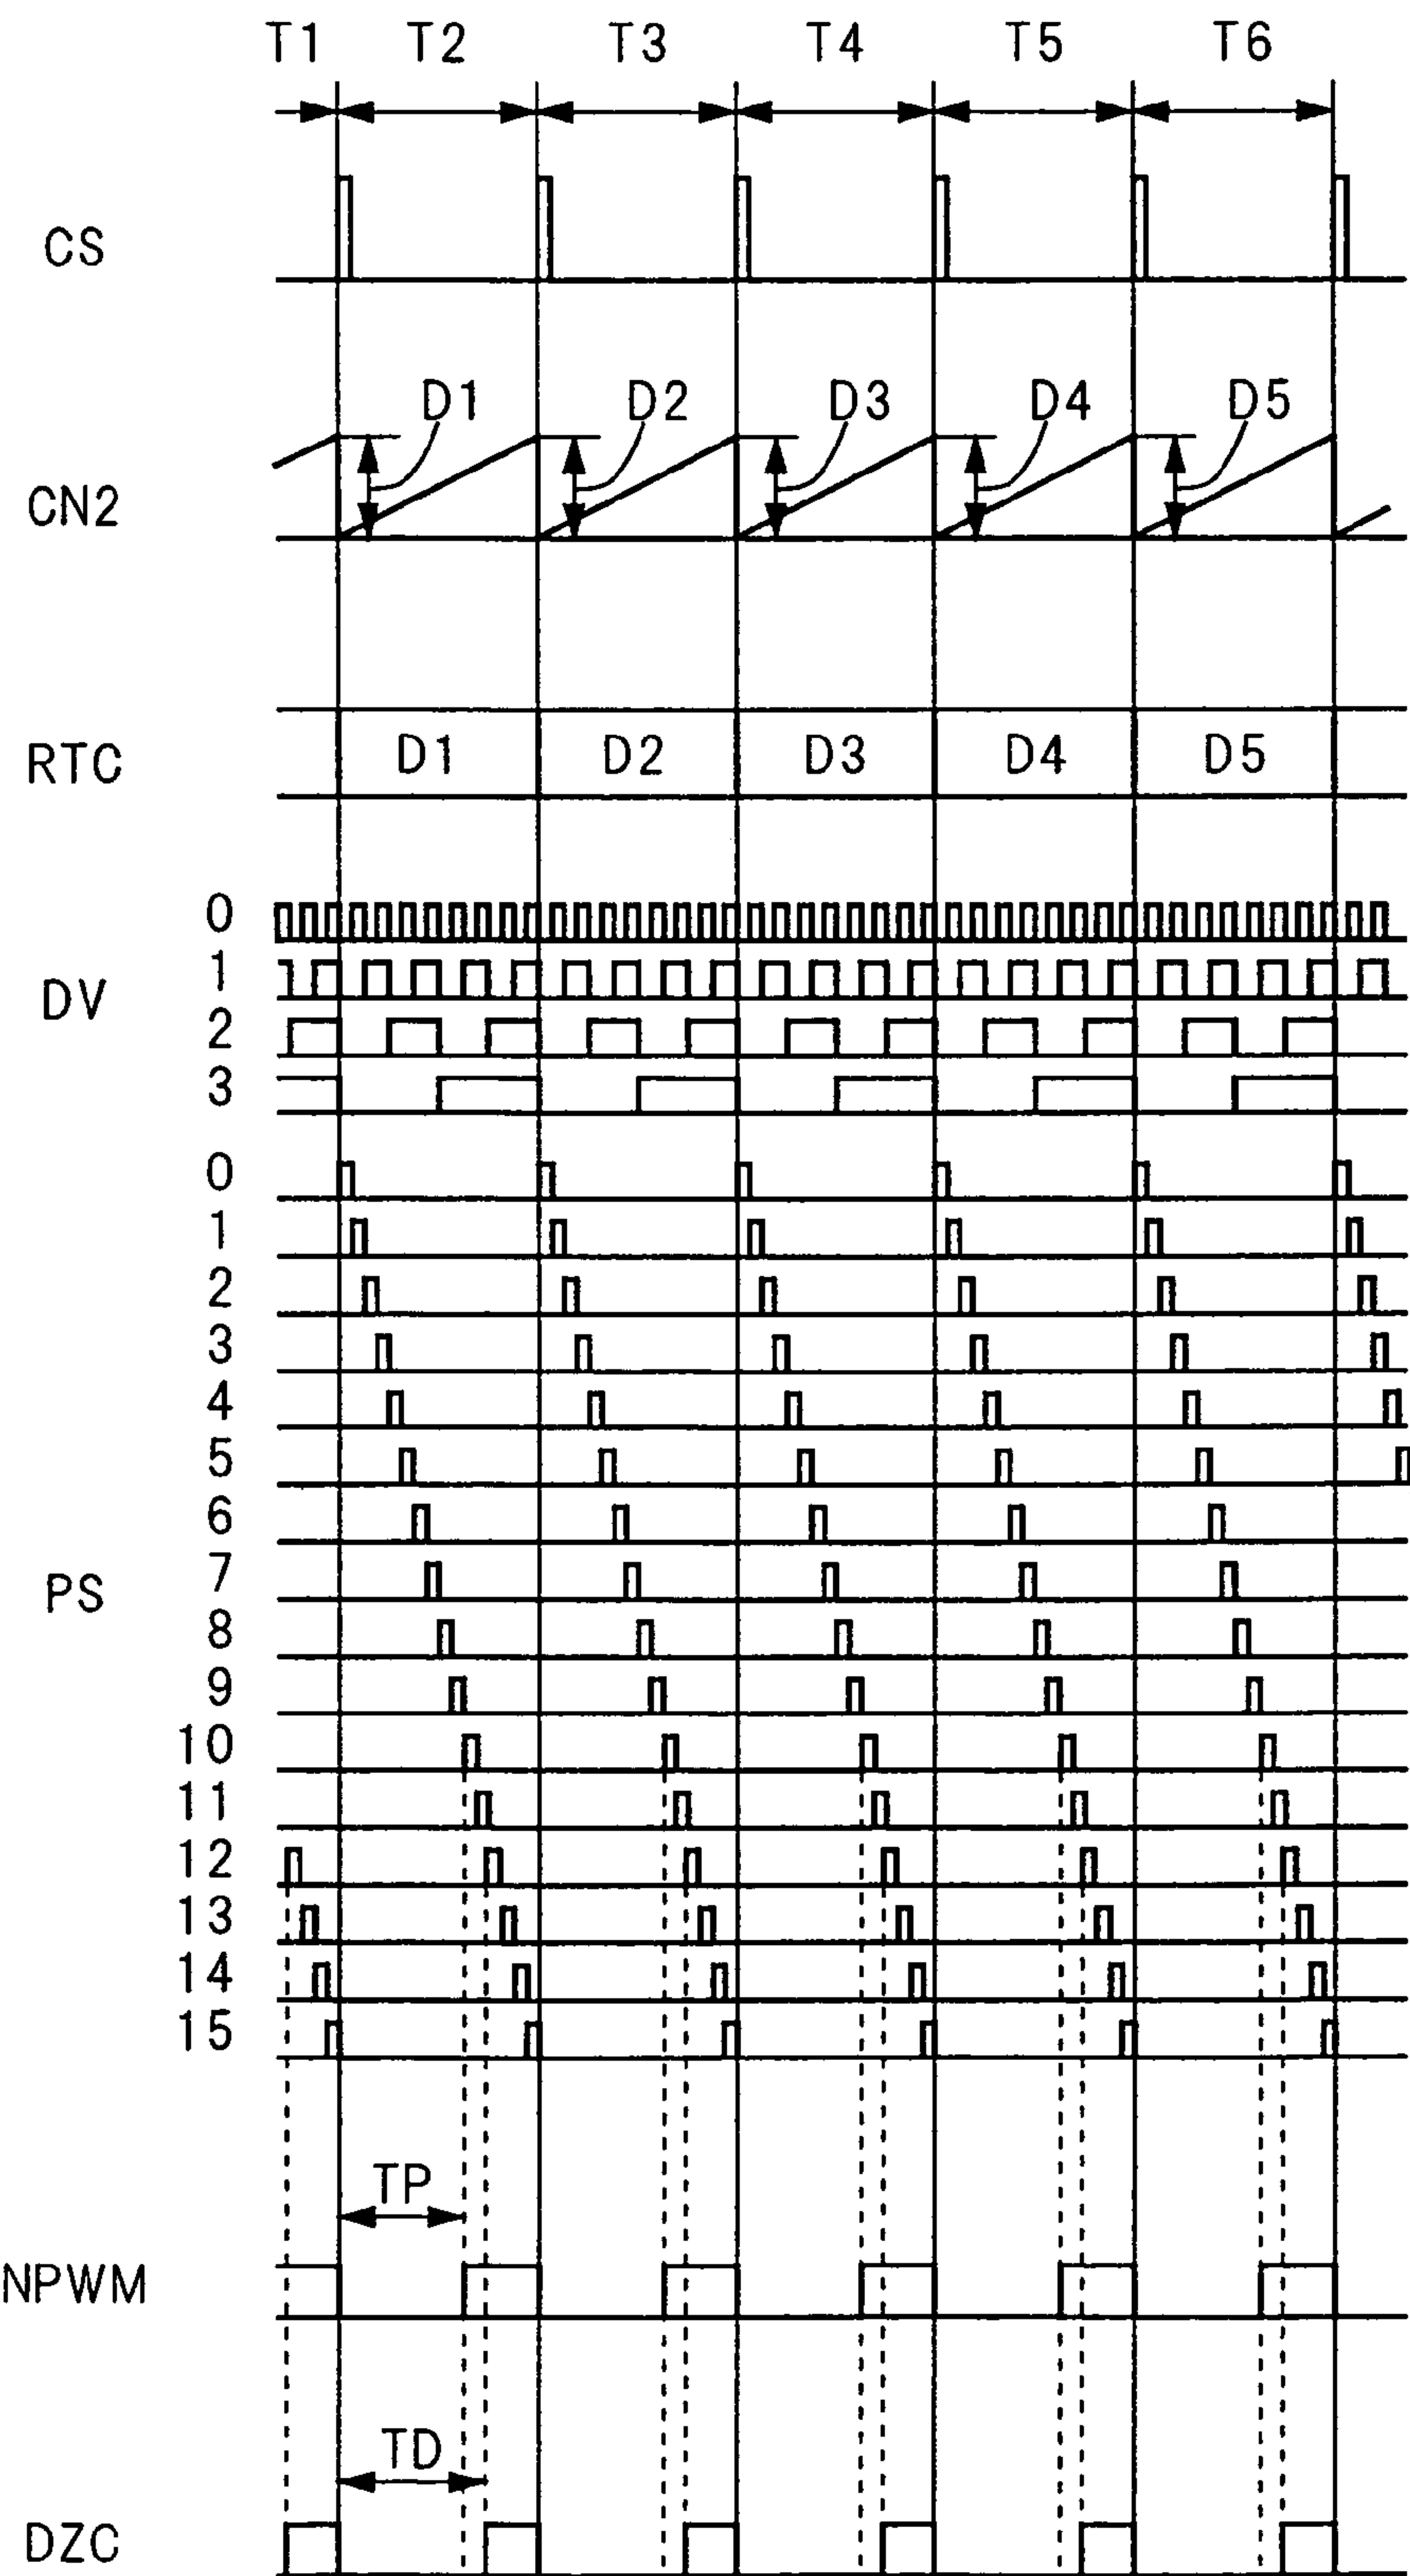 T1 T2 T3 T4 T5 T6
CS
D1 D2 D3 D4 D5
CN2
RTC D1 D2 D3 D4 D5
0
1
DV
2
3
0
1
2
3
4
5
6
7
PS
8
9
10
11
12
13
14
15
TP
NPWM
TD
DZC